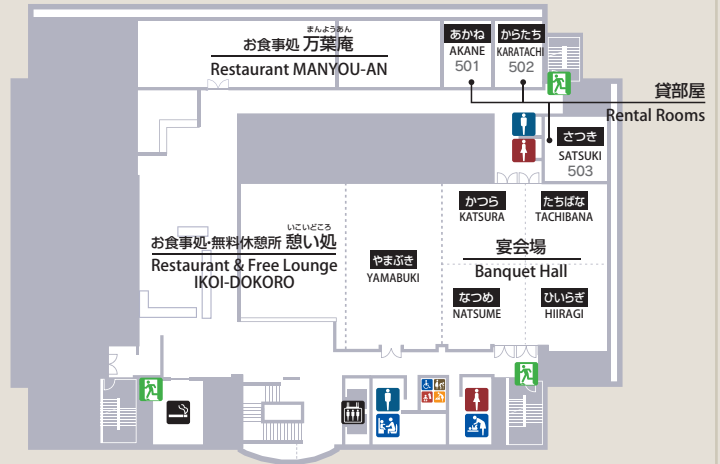 まんようあん
お食事処 万葉庵
Restaurant MANYOU-AN
あかね
AKANE
501
からたち
KARATACHI
502
貸部屋
Rental Rooms
さつき
SATSUKI
503
かつら
KATSURA
たちばな
TACHIBANA
いこいどころ
お食事処・無料休憩所 憩い処
Restaurant & Free Lounge
IKOI-DOKORO
やまぶき
YAMABUKI
宴会場
Banquet Hall
なつめ
NATSUME
ひいらぎ
HIIRAGI